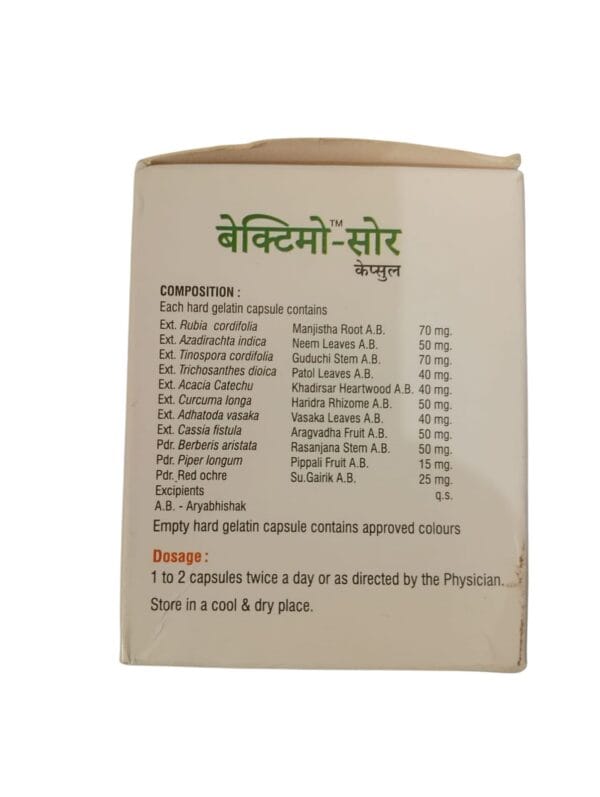 बेक्टिमो™-सोर
केप्सुल
COMPOSITION :
Each hard gelatin capsule contains
Ext. Rubia cordifolia Manjistha Root A.B. 70 mg.
Ext. Azadirachta indica Neem Leaves A.B. 50 mg.
Ext. Tinospora cordifolia Guduchi Stem A.B. 70 mg.
Ext. Trichosanthes dioica Patol Leaves A.B. 40 mg.
Ext. Acacia Catechu Khadirsar Heartwood A.B. 40 mg.
Ext. Curcuma longa Haridra Rhizome A.B. 50 mg.
Ext. Adhatoda vasaka Vasaka Leaves A.B. 40 mg.
Ext. Cassia fistula Aragvadha Fruit A.B. 50 mg.
Pdr. Berberis aristata Rasanjana Stem A.B. 50 mg.
Pdr. Piper longum Pippali Fruit A.B. 15 mg.
Pdr. Red ochre Su.Gairik A.B. 25 mg.
Excipients q.s.
A.B. - Aryabhishak
Empty hard gelatin capsule contains approved colours
Dosage :
1 to 2 capsules twice a day or as directed by the Physician.
Store in a cool & dry place.